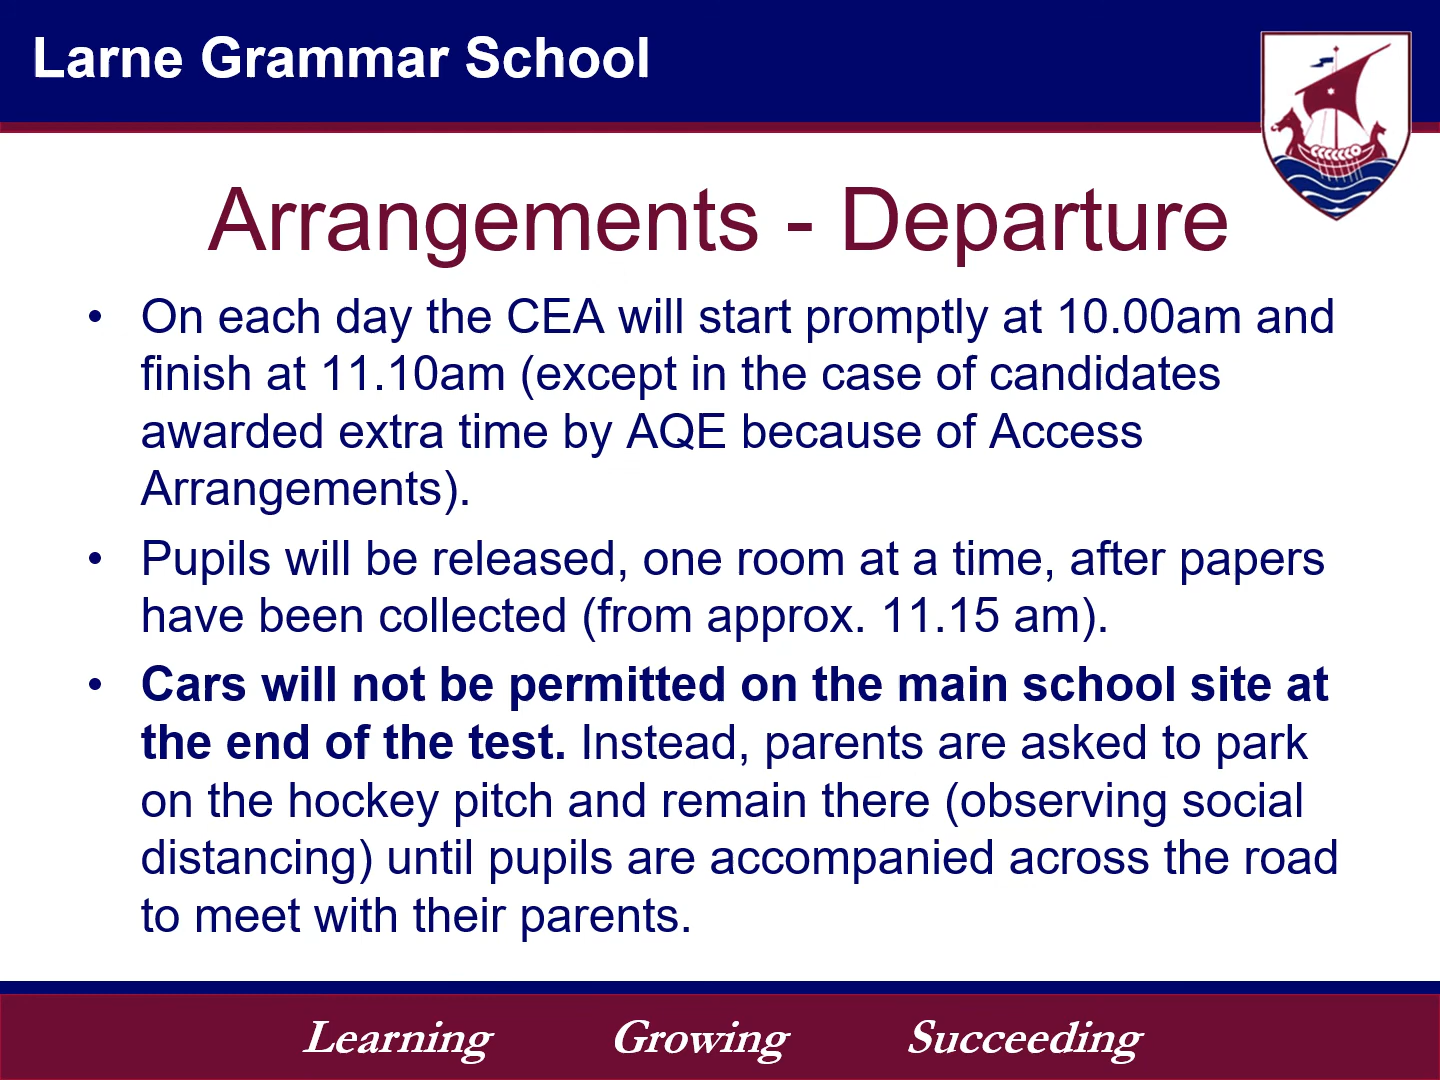 Larne Grammar School
Arrangements - Departure
• On each day the CEA will start promptly at 10.00am and
finish at 11.10am (except in the case of candidates
awarded extra time by AQE because of Access
Arrangements).
• Pupils will be released, one room at a time, after papers
have been collected (from approx. 11.15 am).
• Cars will not be permitted on the main school site at
the end of the test. Instead, parents are asked to park
on the hockey pitch and remain there (observing social
distancing) until pupils are accompanied across the road
to meet with their parents.
Learning Growing Succeeding